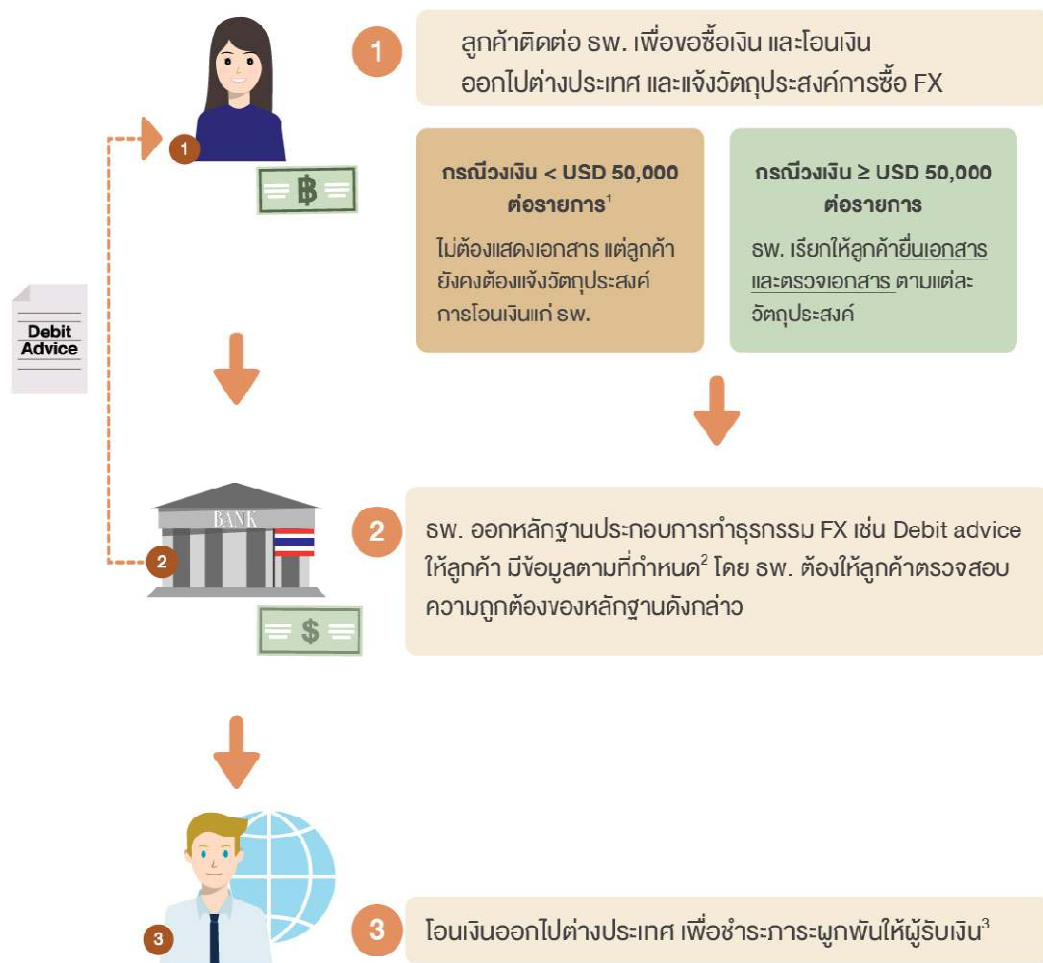 1
ลูกค้าติดต่อ ธพ. เพื่อขอซื้อเงิน และโอนเงิน
ออกไปต่างประเทศ และแจ้งวัตถุประสงค์การซื้อ FX
1
฿
กรณีวงเงิน < USD 50,000
ต่อรายการ¹
ไม่ต้องแสดงเอกสาร แต่ลูกค้า
ยังคงต้องแจ้งวัตถุประสงค์
การโอนเงินแก่ ธพ.
กรณีวงเงิน ≥ USD 50,000
ต่อรายการ
ธพ. เรียกให้ลูกค้ายื่นเอกสาร
และตรวจเอกสาร ตามแต่ละ
วัตถุประสงค์
Debit
Advice
BANK
2
$
2
ธพ. ออกหลักฐานประกอบการทำธุรกรรม FX เช่น Debit advice
ให้ลูกค้า มีข้อมูลตามที่กำหนด² โดย ธพ. ต้องให้ลูกค้าตรวจสอบ
ความถูกต้องของหลักฐานดังกล่าว
3
3
โอนเงินออกไปต่างประเทศ เพื่อชำระภาระผูกพันให้ผู้รับเงิน³